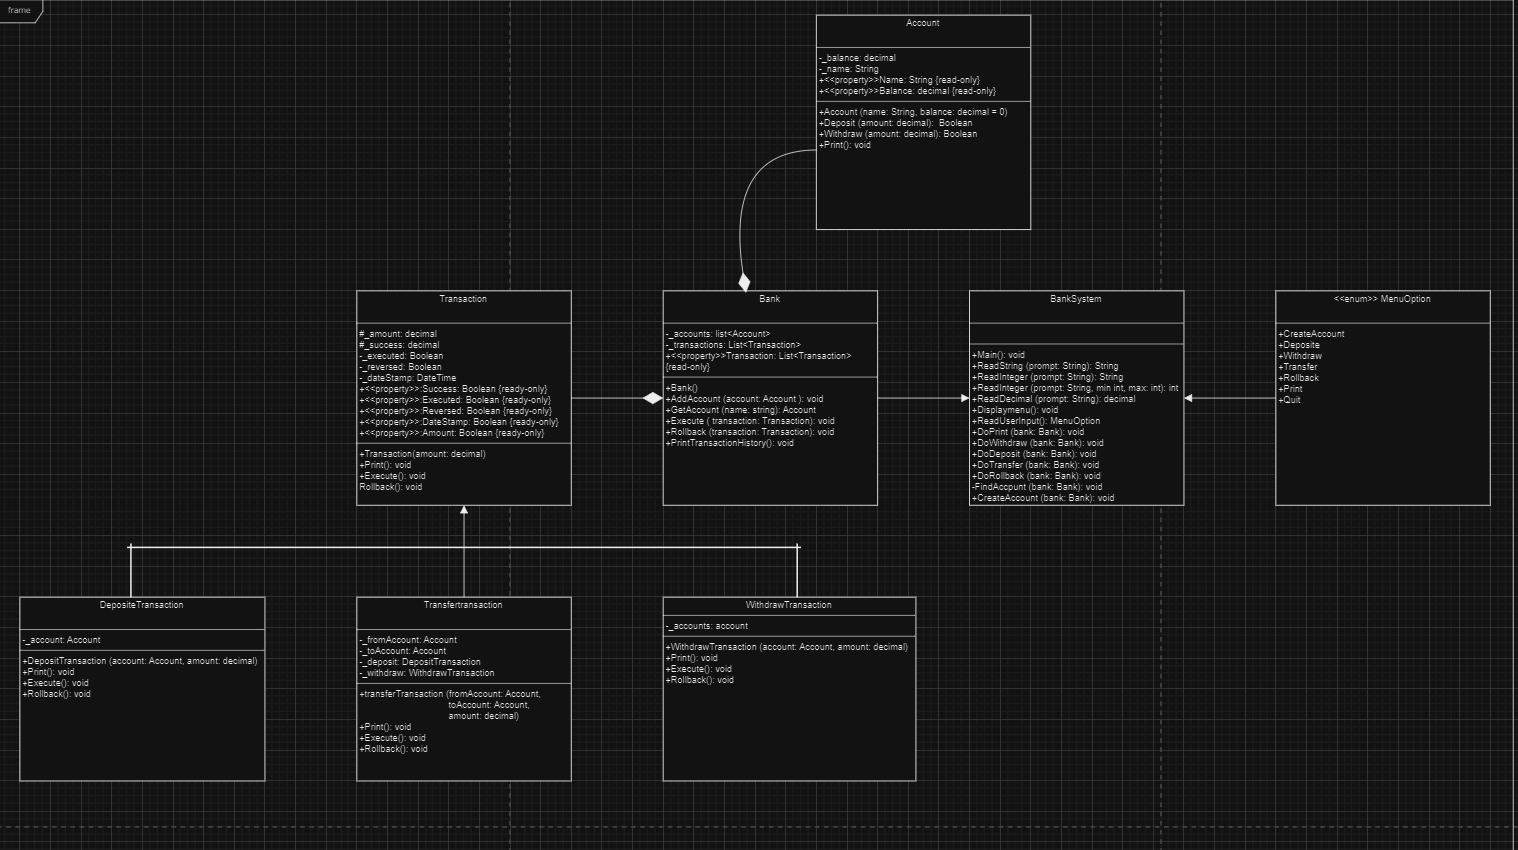 frame
Account
-_balance: decimal
-_name: String
+<<property>>Name: String {read-only}
+<<property>>Balance: decimal {read-only}
+Account (name: String, balance: decimal = 0)
+Deposit (amount: decimal): Boolean
+Withdraw (amount: decimal): Boolean
+Print(): void
Transaction
#_amount: decimal
#_success: decimal
-_executed: Boolean
-_reversed: Boolean
-_dateStamp: DateTime
+<<property>>:Success: Boolean {ready-only}
+<<property>>:Executed: Boolean {ready-only}
+<<property>>:Reversed: Boolean {ready-only}
+<<property>>:DateStamp: Boolean {ready-only}
+<<property>>:Amount: Boolean {ready-only}
+Transaction(amount: decimal)
+Print(): void
+Execute(): void
Rollback(): void
Bank
-_accounts: list<Account>
-_transactions: List<Transaction>
+<<property>>Transaction: List<Transaction>
{read-only}
+Bank()
+AddAccount (account: Account ): void
+GetAccount (name: string): Account
+Execute ( transaction: Transaction): void
+Rollback (transaction: Transaction): void
+PrintTransactionHistory(): void
BankSystem
+Main(): void
+ReadString (prompt: String): String
+ReadInteger (prompt: String): String
+ReadInteger (prompt: String, min int, max: int): int
+ReadDecimal (prompt: String): decimal
+Displaymenu(): void
+ReadUserInput(): MenuOption
+DoPrint (bank: Bank): void
+DoWithdraw (bank: Bank): void
+DoDeposit (bank: Bank): void
+DoTransfer (bank: Bank): void
+DoRollback (bank: Bank): void
-FindAccpunt (bank: Bank): void
+CreateAccount (bank: Bank): void
<<enum>> MenuOption
+CreateAccount
+Deposite
+Withdraw
+Transfer
+Rollback
+Print
+Quit
DepositeTransaction
-_account: Account
+DepositTransaction (account: Account, amount: decimal)
+Print(): void
+Execute(): void
+Rollback(): void
Transfertransaction
-_fromAccount: Account
-_toAccount: Account
-_deposit: DepositTransaction
-_withdraw: WithdrawTransaction
+transferTransaction (fromAccount: Account,
toAccount: Account,
amount: decimal)
+Print(): void
+Execute(): void
+Rollback(): void
WithdrawTransaction
-_accounts: account
+WithdrawTransaction (account: Account, amount: decimal)
+Print(): void
+Execute(): void
+Rollback(): void